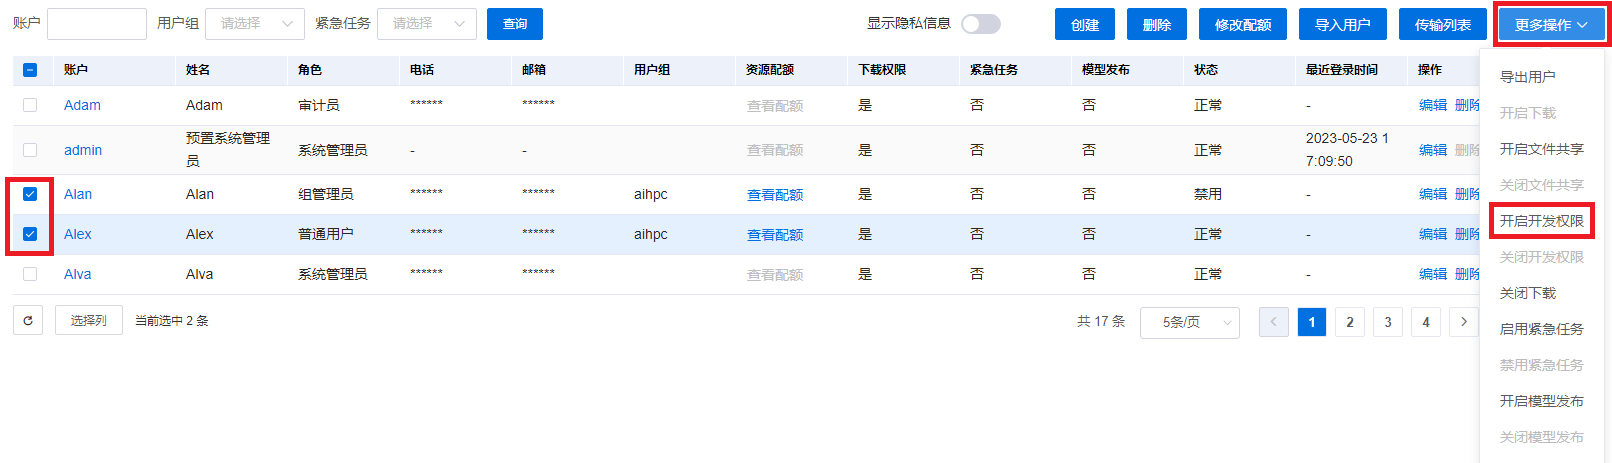 账户 用户组 请选择 紧急任务 请选择 查询 显示隐私信息 创建 删除 修改配额 导入用户 传输列表 更多操作
账户 姓名 角色 电话 邮箱 用户组 资源配额 下载权限 紧急任务 模型发布 状态 最近登录时间 操作
Adam Adam 审计员 ****** ****** 查看配额 是 否 否 正常 - 编辑 删除
admin 预置系统管理员 系统管理员 - - 查看配额 是 否 否 正常 2023-05-23 17:09:50 编辑 删除
Alan Alan 组管理员 ****** ****** aihpc 查看配额 是 否 否 禁用 - 编辑 删除
Alex Alex 普通用户 ****** ****** aihpc 查看配额 是 否 否 正常 - 编辑 删除
Alva Alva 系统管理员 ****** ****** 查看配额 是 否 否 正常 - 编辑 删除
选择列 当前选中 2 条 共 17 条 5条/页 1 2 3 4
导出用户
开启下载
开启文件共享
关闭文件共享
开启开发权限
关闭开发权限
关闭下载
启用紧急任务
禁用紧急任务
开启模型发布
关闭模型发布